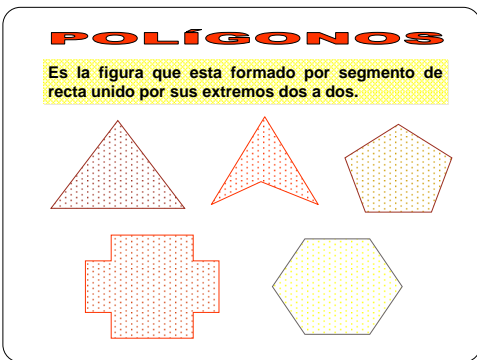 POLÍGONOS
Es la figura que esta formado por segmento de
recta unido por sus extremos dos a dos.